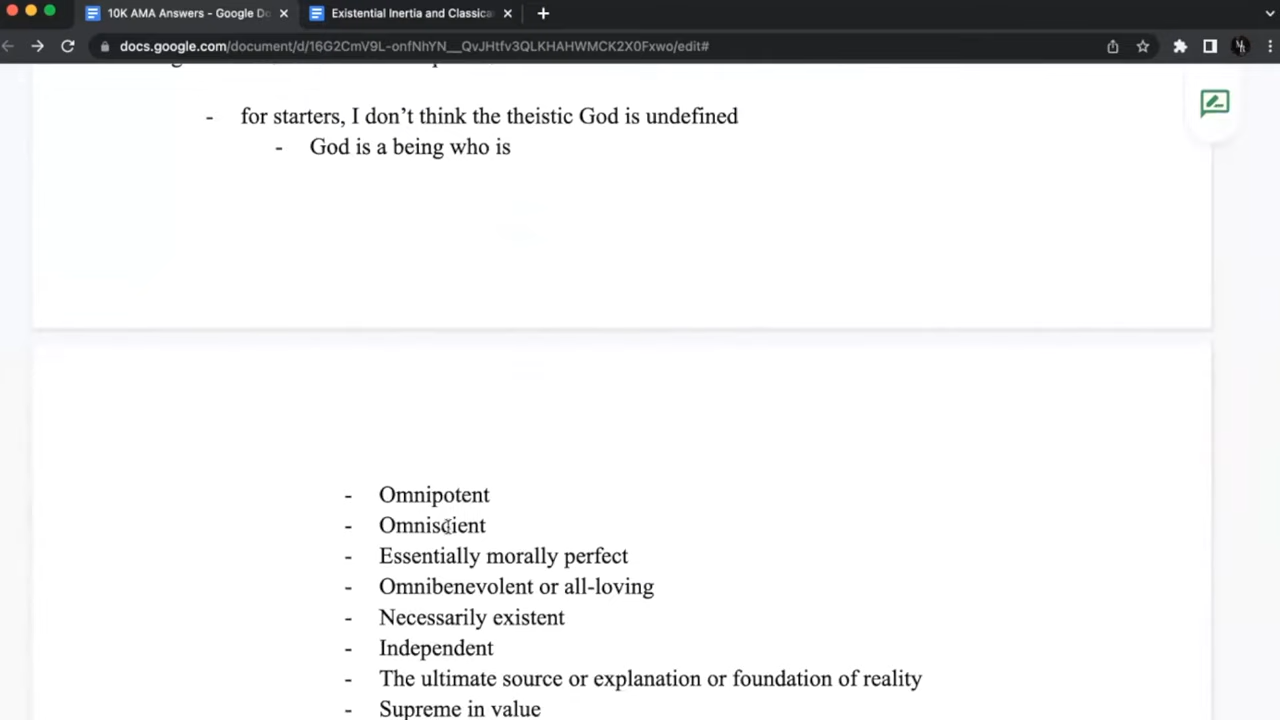 10K AMA Answers - Google Do
Existential Inertia and Classica
docs.google.com/document/d/16G2CmV9L-onfNhYN__QvJHtfv3QLKHAHWMCK2X0Fxwo/edit#
- for starters, I don’t think the theistic God is undefined
- God is a being who is
- Omnipotent
- Omniscient
- Essentially morally perfect
- Omnibenevolent or all-loving
- Necessarily existent
- Independent
- The ultimate source or explanation or foundation of reality
- Supreme in value